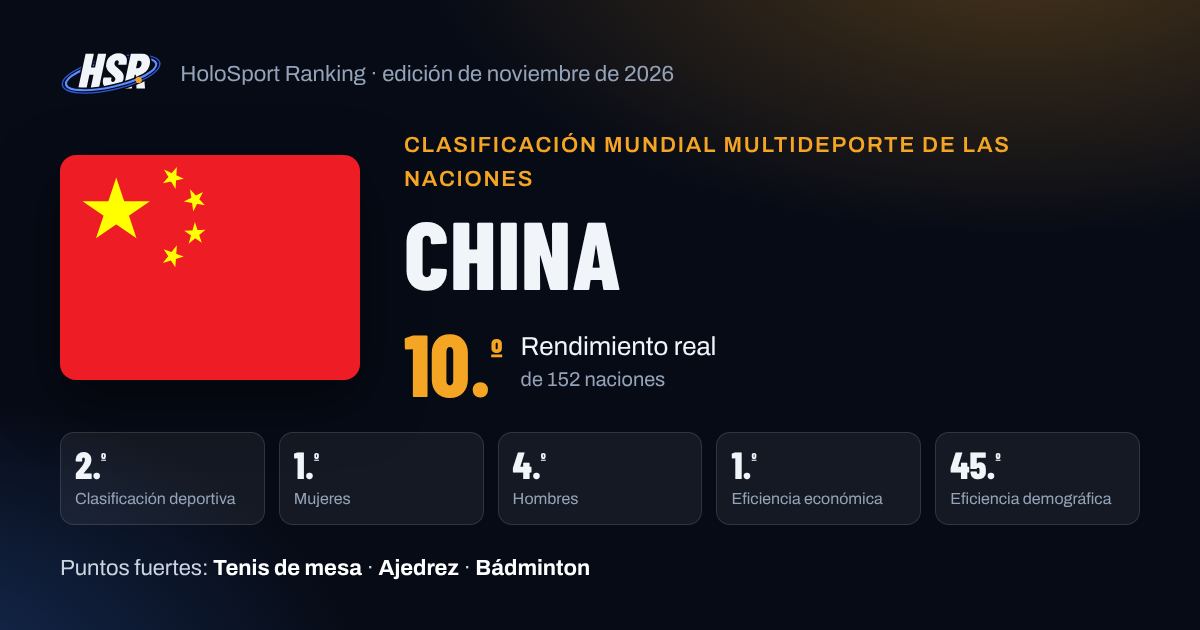 HSR
HoloSport Ranking · edición de noviembre de 2026
CLASIFICACIÓN MUNDIAL MULTIDEPORTE DE LAS
NACIONES
CHINA
10.º
Rendimiento real
de 152 naciones
2.º
Clasificación deportiva
1.º
Mujeres
4.º
Hombres
1.º
Eficiencia económica
45.º
Eficiencia demográfica
Puntos fuertes: Tenis de mesa · Ajedrez · Bádminton